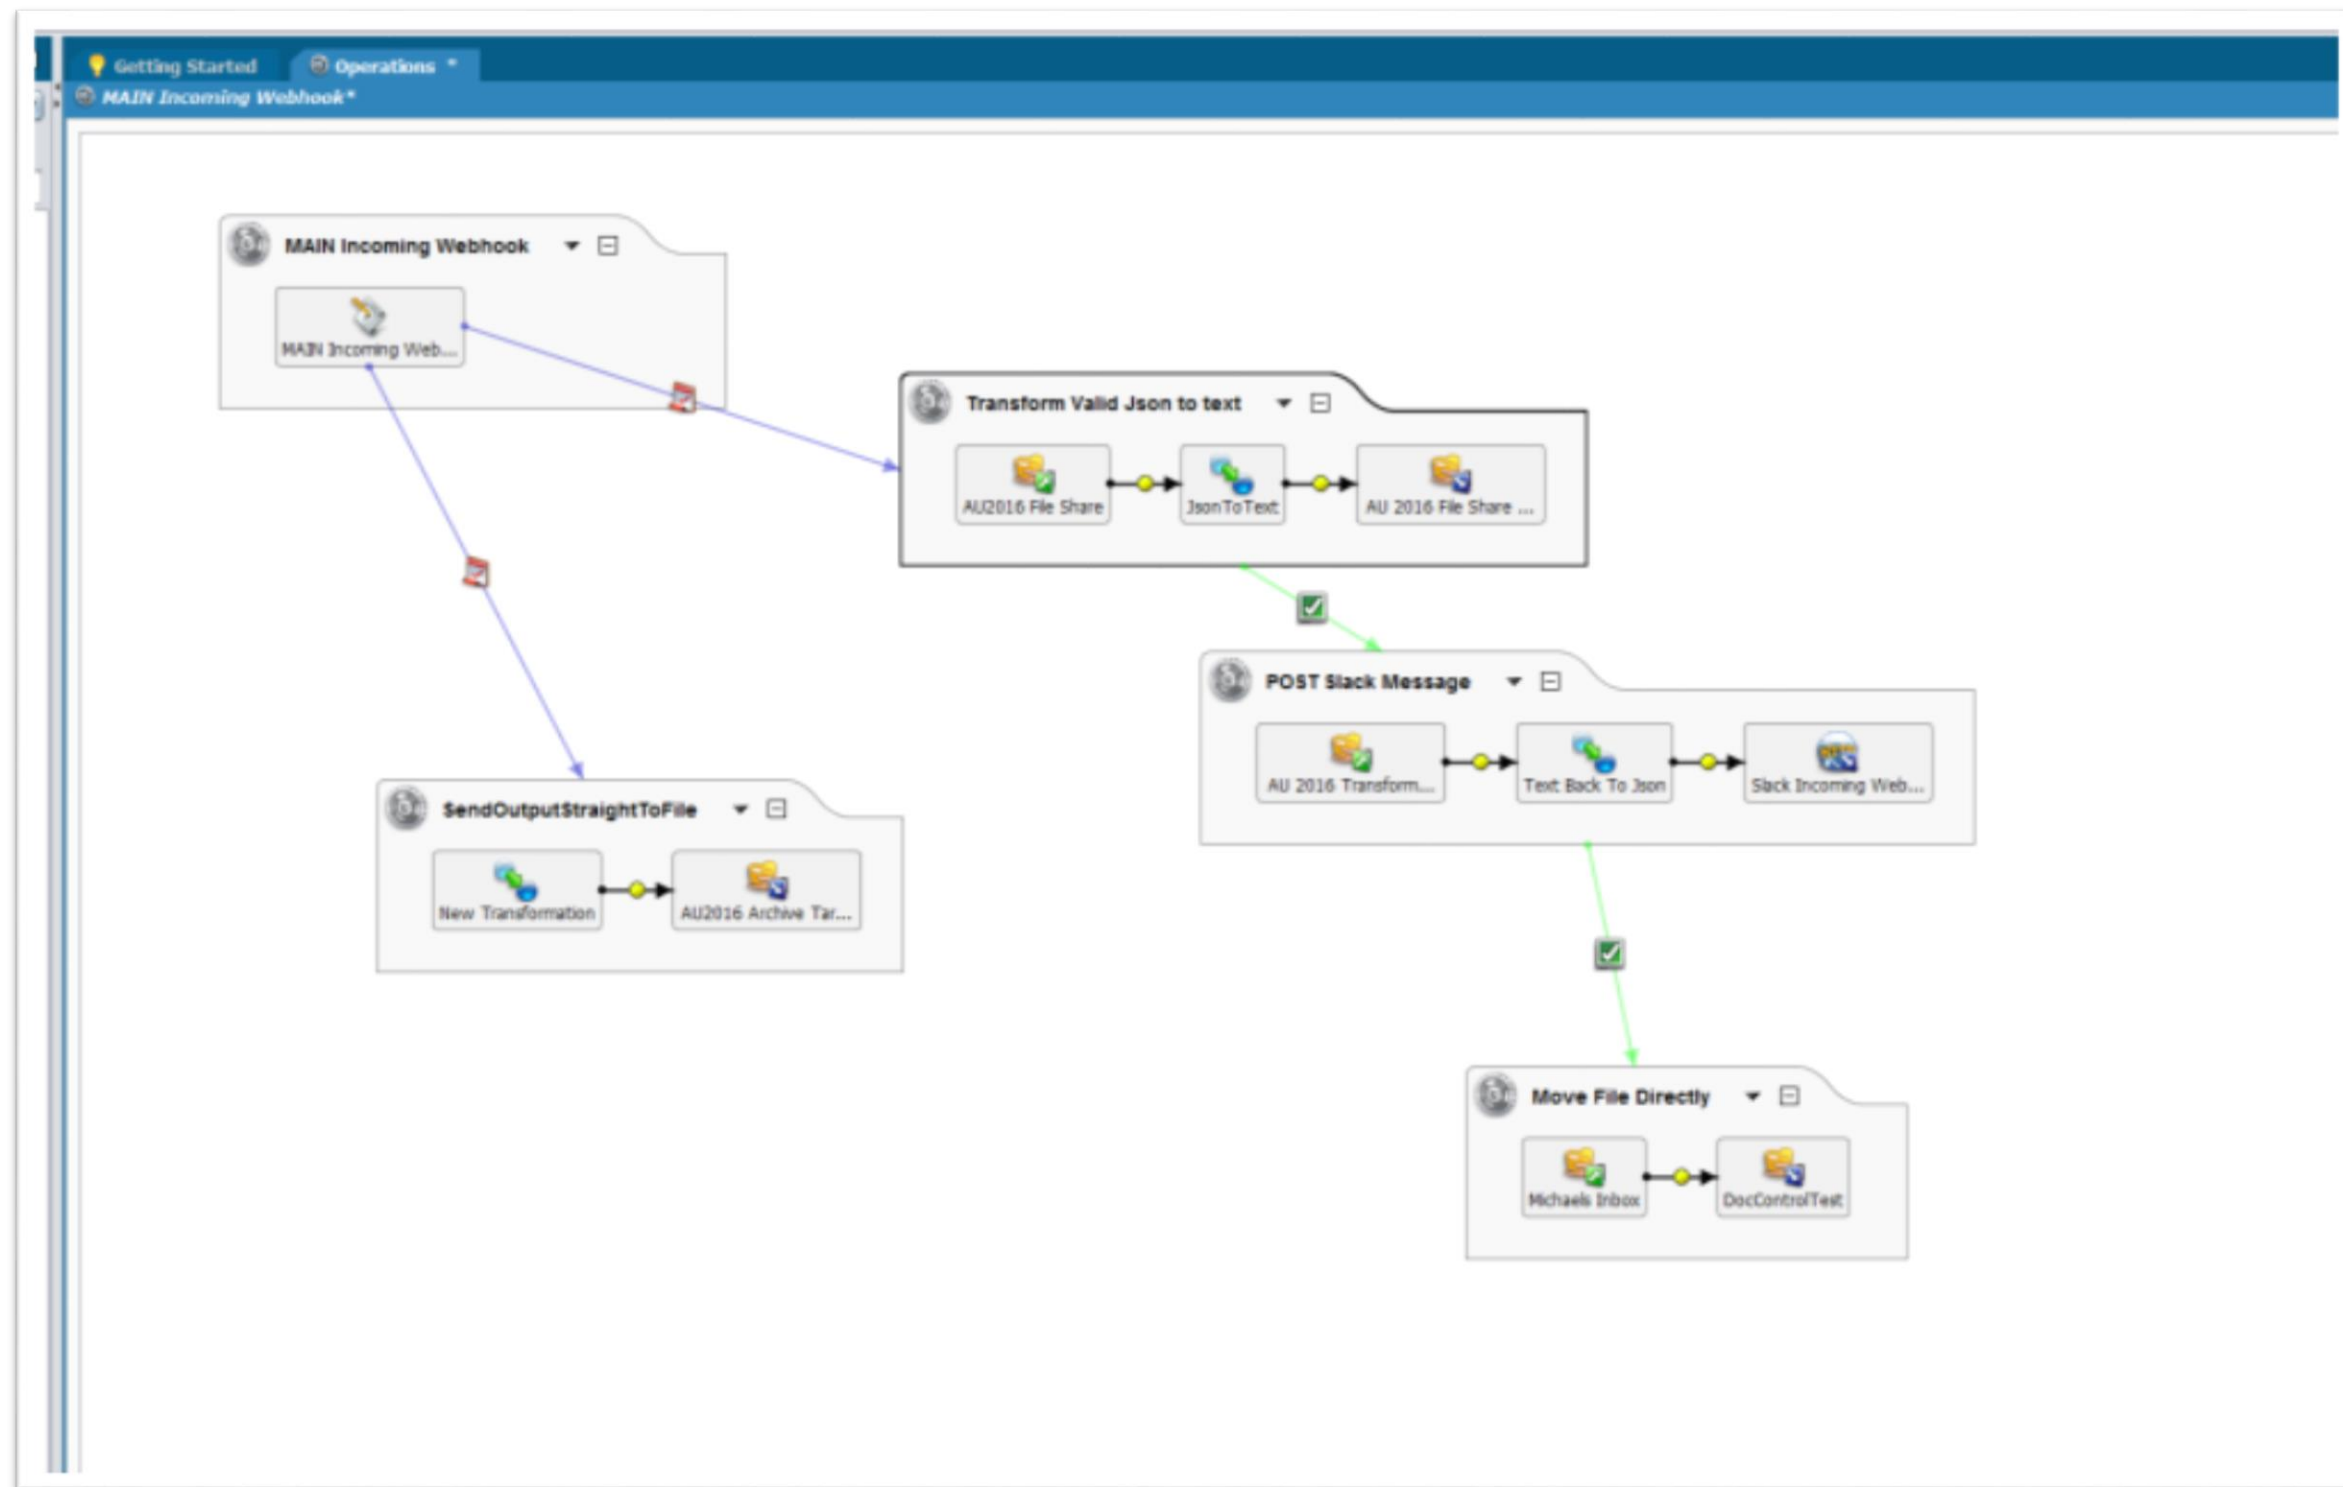 Getting Started
Operations *
MAIN Incoming Webhook*
MAIN Incoming Webhook
MAIN Incoming Web...
Transform Valid Json to text
AU2016 File Share
JsonToText
AU 2016 File Share ...
POST Slack Message
AU 2016 Transform...
Text Back To Json
Slack Incoming Web...
SendOutputStraightToFile
New Transformation
AU2016 Archive Tar...
Move File Directly
Michaels Inbox
DocControlTest